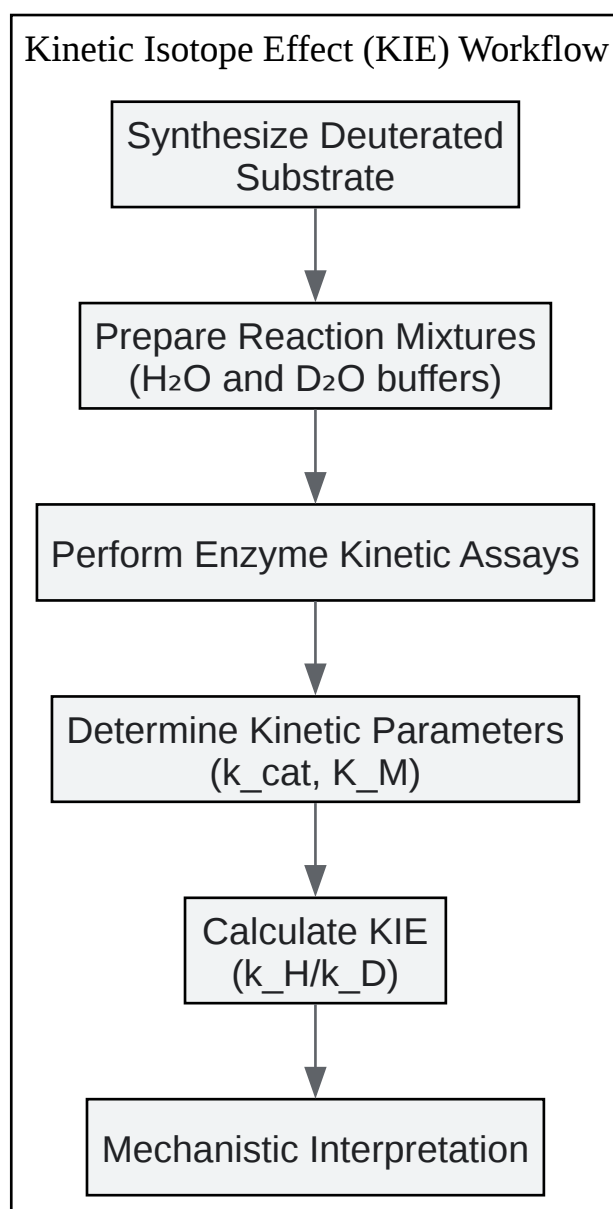 Kinetic Isotope Effect (KIE) Workflow
Synthesize Deuterated
Substrate
Prepare Reaction Mixtures
(H₂O and D₂O buffers)
Perform Enzyme Kinetic Assays
Determine Kinetic Parameters
(k_cat, K_M)
Calculate KIE
(k_H/k_D)
Mechanistic Interpretation